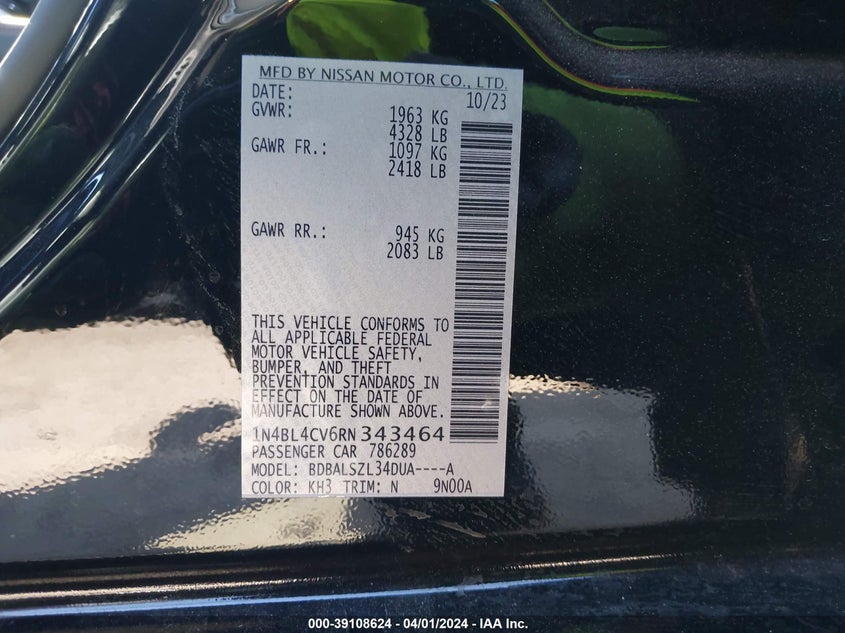 MFD BY NISSAN MOTOR CO., LTD.
DATE: 10/23
GVWR: 1963 KG
4328 LB
GAWR FR.: 1097 KG
2418 LB
GAWR RR.: 945 KG
2083 LB
THIS VEHICLE CONFORMS TO
ALL APPLICABLE FEDERAL
MOTOR VEHICLE SAFETY,
BUMPER, AND THEFT
PREVENTION STANDARDS IN
EFFECT ON THE DATE OF
MANUFACTURE SHOWN ABOVE.
1N4BL4CV6RN343464
PASSENGER CAR 786289
MODEL: BDBALSZL34DUA----A
COLOR: KH3 TRIM: N 9N00A
000-39108624 - 04/01/2024 - IAA Inc.